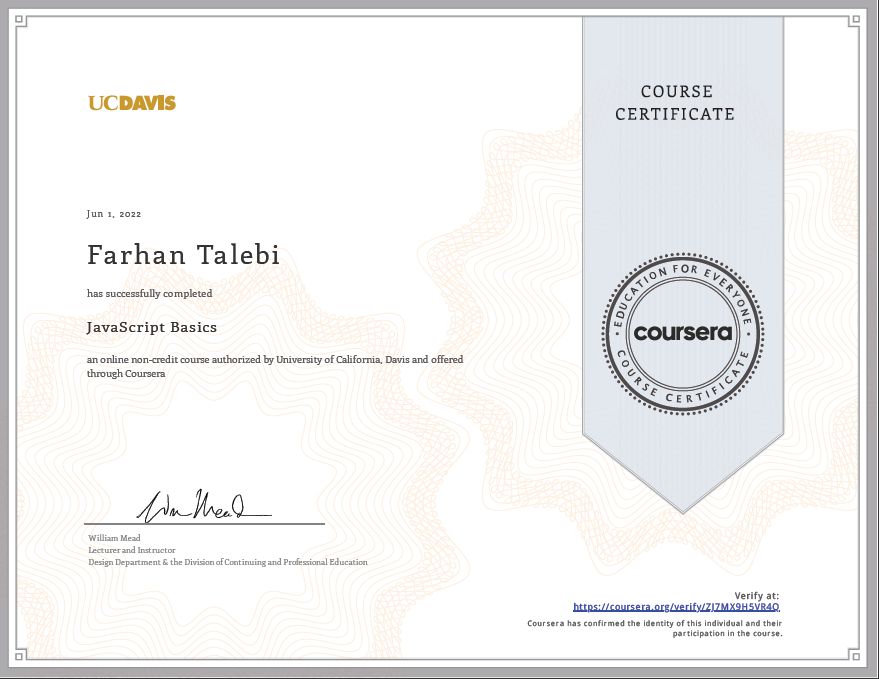 UCDAVIS
COURSE
CERTIFICATE
Jun 1, 2022
Farhan Talebi
has successfully completed
JavaScript Basics
an online non-credit course authorized by University of California, Davis and offered
through Coursera
EDUCATION FOR EVERYONE
coursera
COURSE CERTIFICATE
William Mead
Lecturer and Instructor
Design Department & the Division of Continuing and Professional Education
Verify at:
https://coursera.org/verify/ZJ7MX9H5VR4Q
Coursera has confirmed the identity of this individual and their
participation in the course.